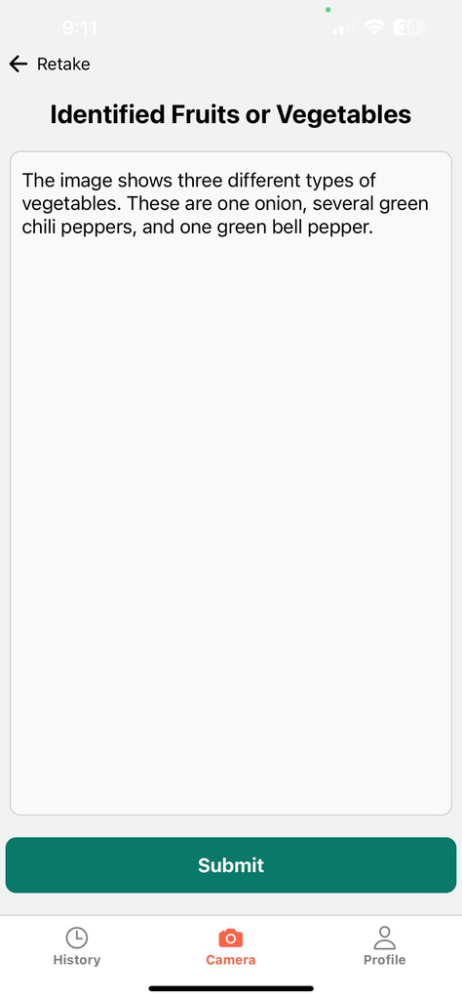 9:11
34
Retake
Identified Fruits or Vegetables
The image shows three different types of
vegetables. These are one onion, several green
chili peppers, and one green bell pepper.
Submit
History
Camera
Profile